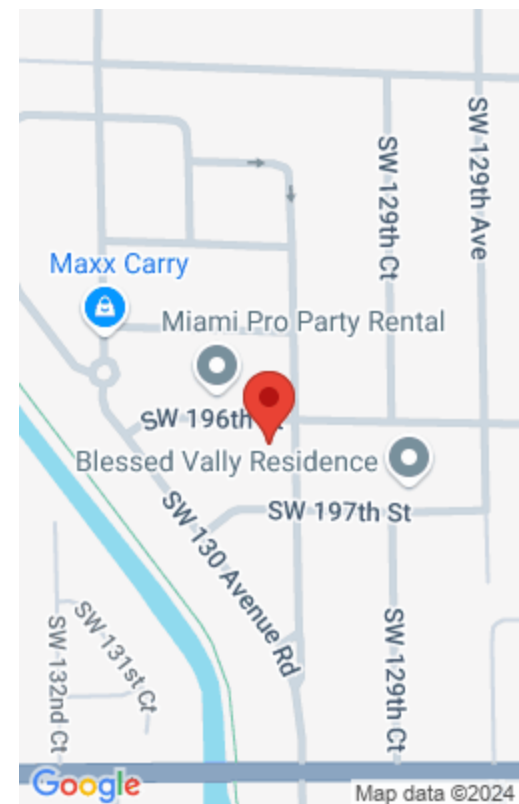 SW 129th Ave
SW 129th Ct
Maxx Carry
Miami Pro Party Rental
SW 196th
Blessed Vally Residence
SW 197th St
SW 130 Avenue Rd
SW 131st Ct
SW 132nd Ct
SW 129th Ct
Google
Map data ©2024